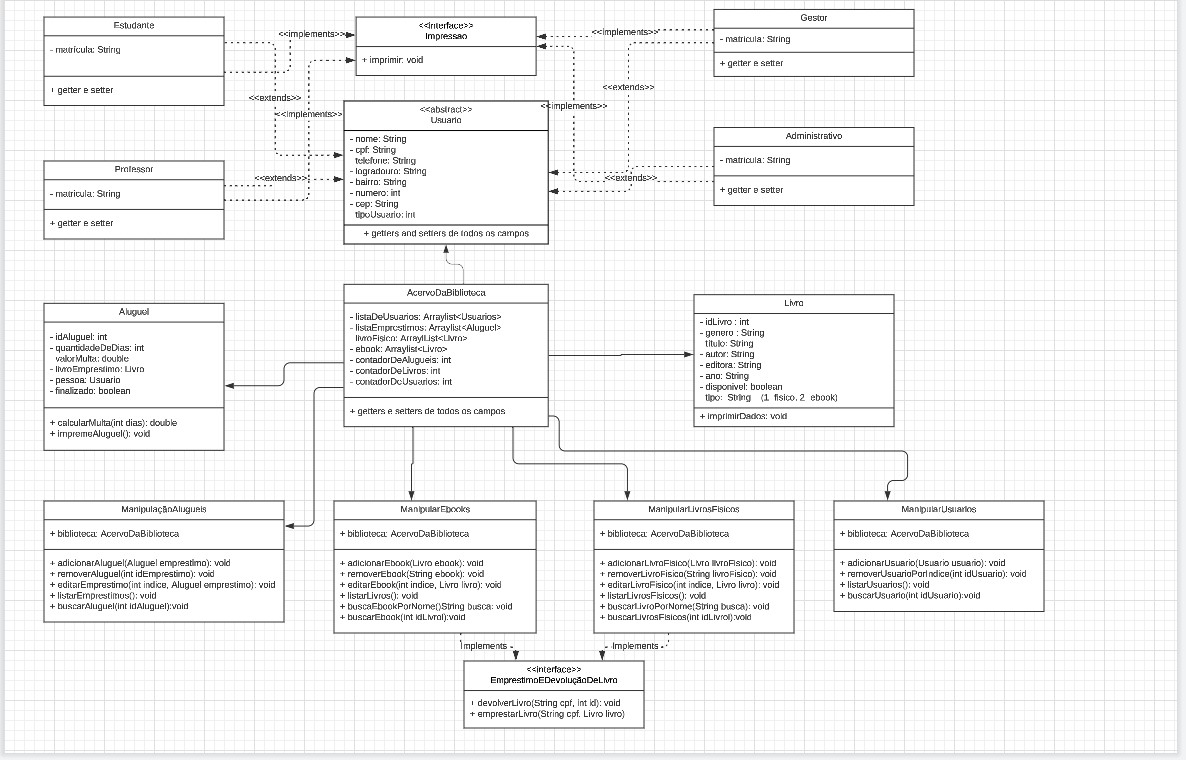 Estudante
- matrícula: String
+ getter e setter
<<implements>>
<<interface>>
Impressao
+ imprimir: void
<<implements>>
Gestor
- matricula: String
+ getter e setter
<<extends>>
<<implements>>
<<extends>>
<<implements>>
<<abstract>>
Usuario
- nome: String
- cpf: String
telefone: String
- logradouro: String
- bairro: String
- numero: int
- cep: String
tipoUsuario: int
+ getters and setters de todos os campos
Administrativo
- matricula: String
+ getter e setter
<<extends>>
Professor
- matricula: String
+ getter e setter
<<extends>>
Aluguel
- idAluguel: int
- quantidadeDeDias: int
valorMulta: double
- livroEmprestimo: Livro
- pessoa: Usuario
- finalizado: boolean
+ calcularMulta(int dias): double
+ impremeAluguel(): void
AcervoDaBiblioteca
- listaDeUsuarios: Arraylist<Usuarios>
- listaEmprestimos: Arraylist<Aluguel>
livroFisico: ArrayList<Livro>
- ebook: Arraylist<Livro>
- contadorDeAlugueis: int
- contadorDeLivros: int
- contadorDeUsuarios: int
+ getters e setters de todos os campos
Livro
- idLivro : int
- genero : String
titulo: String
- autor: String
- editora: String
- ano: String
- disponivel: boolean
tipo: String (1 fisico, 2 ebook)
+ imprimirDados: void
ManipulaçãoAlugueis
+ biblioteca: AcervoDaBiblioteca
+ adicionarAluguel(Aluguel emprestimo): void
+ removerAluguel(int idEmprestimo): void
+ editarEmprestimo(int indice, Aluguel emprestimo): void
+ listarEmprestimos(): void
+ buscarAluguel(int idAluguel):void
ManipularEbooks
+ biblioteca: AcervoDaBiblioteca
+ adicionarEbook(Livro ebook): void
+ removerEbook(String ebook): void
+ editarEbook(int indice, Livro livro): void
+ listarLivros(): void
+ buscaEbookPorNome()String busca): void
+ buscarEbook(int idLivrol):void
ManipularLivrosFisicos
+ biblioteca: AcervoDaBiblioteca
+ adicionarLivro(Livro livroFisico): void
+ removerLivroFisico(String livroFisico): void
+ editarLivroFisico(int indice, Livro livro): void
+ listarLivrosFisicos(): void
+ buscarLivroPorNome(String busca): void
+ buscarLivrosFisicos(int idLivrol):void
ManipularUsuarios
+ biblioteca: AcervoDaBiblioteca
+ adicionarUsuario(Usuario usuario): void
+ removerUsuarioPorIndice(int idUsuario): void
+ listarUsuarios(): void
+ buscarUsuario(int idUsuario):void
Implements
Implements
<<interface>>
EmprestimoEDevoluçãoDeLivro
+ devolverLivro(String cpf, int id): void
+ emprestarLivro(String cpf, Livro livro)